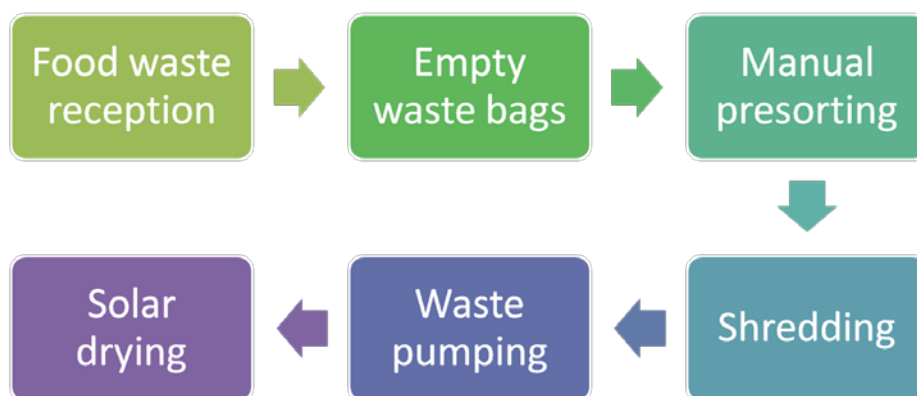 Food waste
reception
Empty
waste bags
Manual
presorting
Shredding
Waste
pumping
Solar
drying